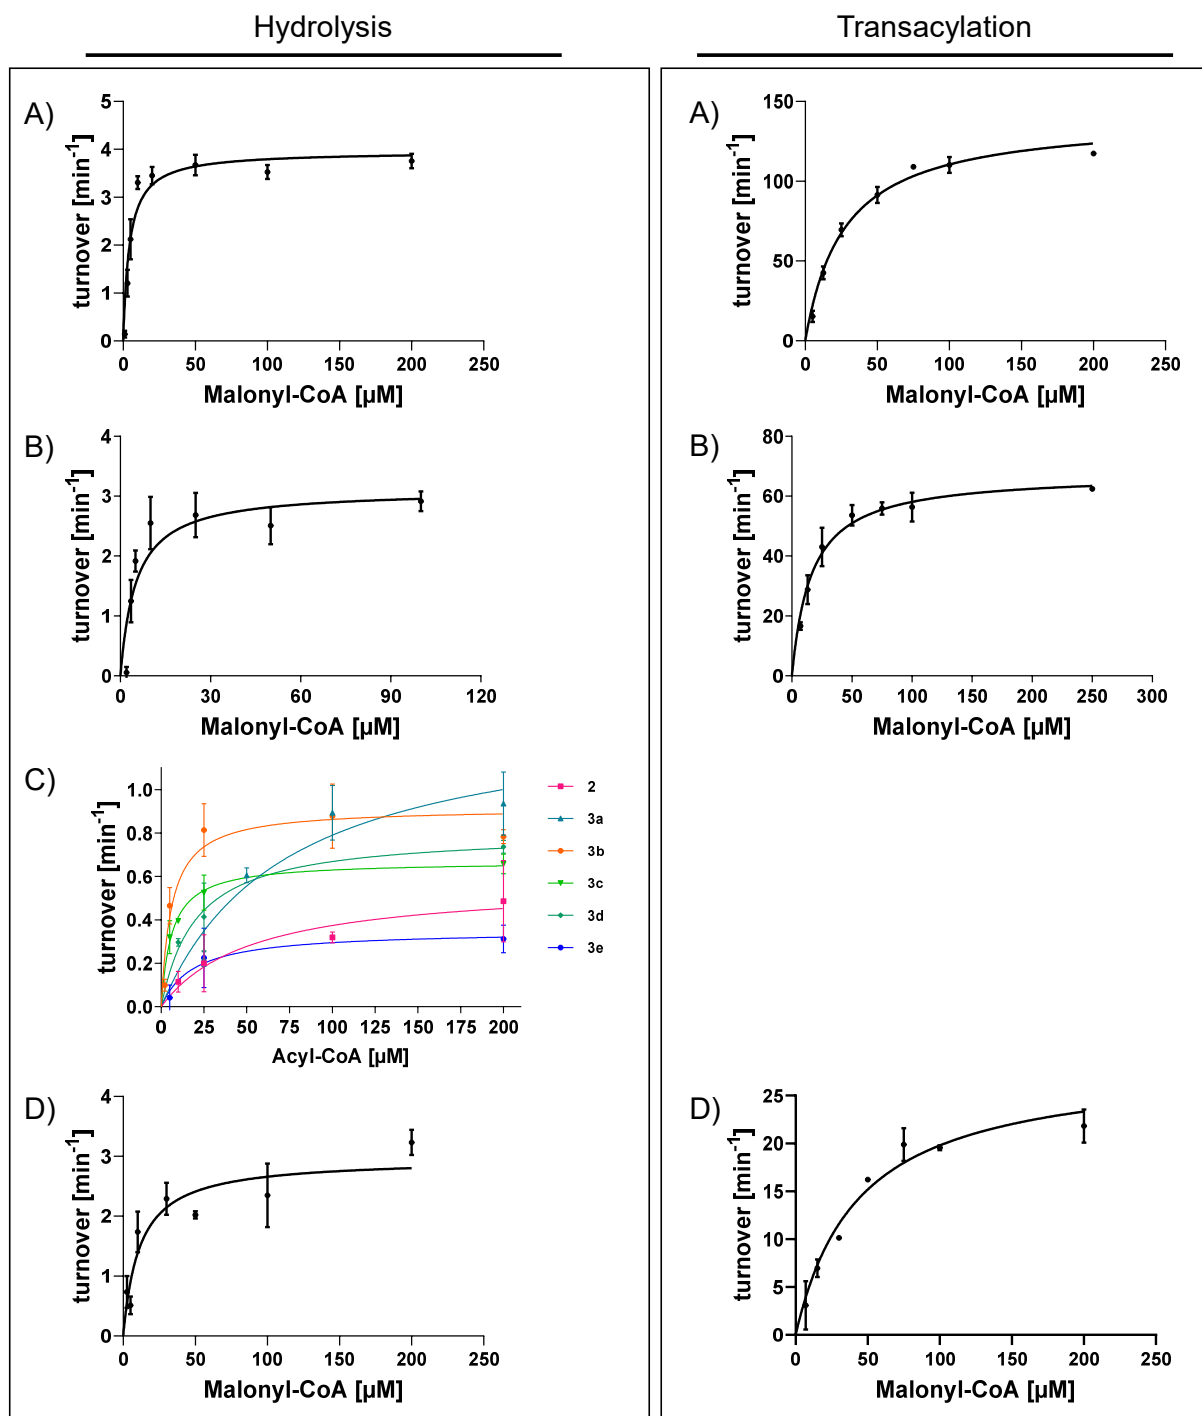 Hydrolysis
Transacylation
A)
turnover [min⁻¹]
5
4
3
2
1
0
0 50 100 150 200 250
Malonyl-CoA [µM]
A)
turnover [min⁻¹]
150
100
50
0
0 50 100 150 200 250
Malonyl-CoA [µM]
B)
turnover [min⁻¹]
4
3
2
1
0
0 30 60 90 120
Malonyl-CoA [µM]
B)
turnover [min⁻¹]
80
60
40
20
0
0 50 100 150 200 250 300
Malonyl-CoA [µM]
C)
turnover [min⁻¹]
1.0
0.8
0.6
0.4
0.2
0.0
0 25 50 75 100 125 150 175 200
Acyl-CoA [µM]
2
3a
3b
3c
3d
3e
D)
turnover [min⁻¹]
4
3
2
1
0
0 50 100 150 200 250
Malonyl-CoA [µM]
D)
turnover [min⁻¹]
25
20
15
10
5
0
0 50 100 150 200 250
Malonyl-CoA [µM]